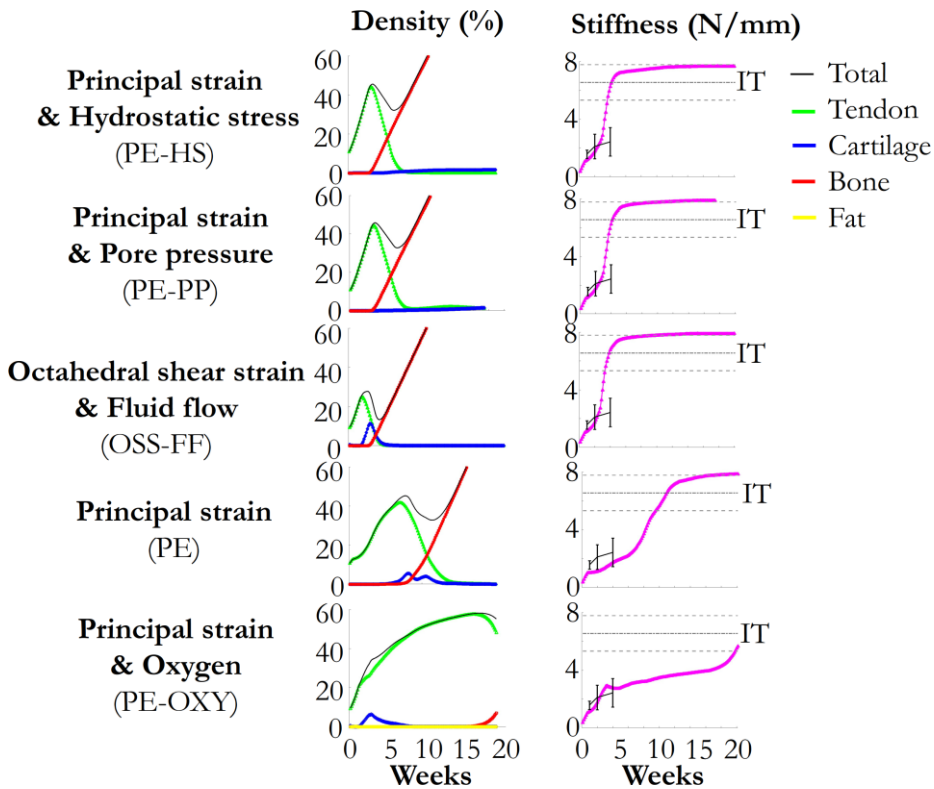 Density (%)
Stiffness (N/mm)
Principal strain
& Hydrostatic stress
(PE-HS)
60
40
20
0
8
4
0
IT
Total
Tendon
Cartilage
Bone
Fat
Principal strain
& Pore pressure
(PE-PP)
60
40
20
0
8
4
0
IT
Octahedral shear strain
& Fluid flow
(OSS-FF)
60
40
20
0
8
4
0
IT
Principal strain
(PE)
60
40
20
0
8
4
0
IT
Principal strain
& Oxygen
(PE-OXY)
60
40
20
0
8
4
0
IT
0 5 10 15 20
Weeks
0 5 10 15 20
Weeks